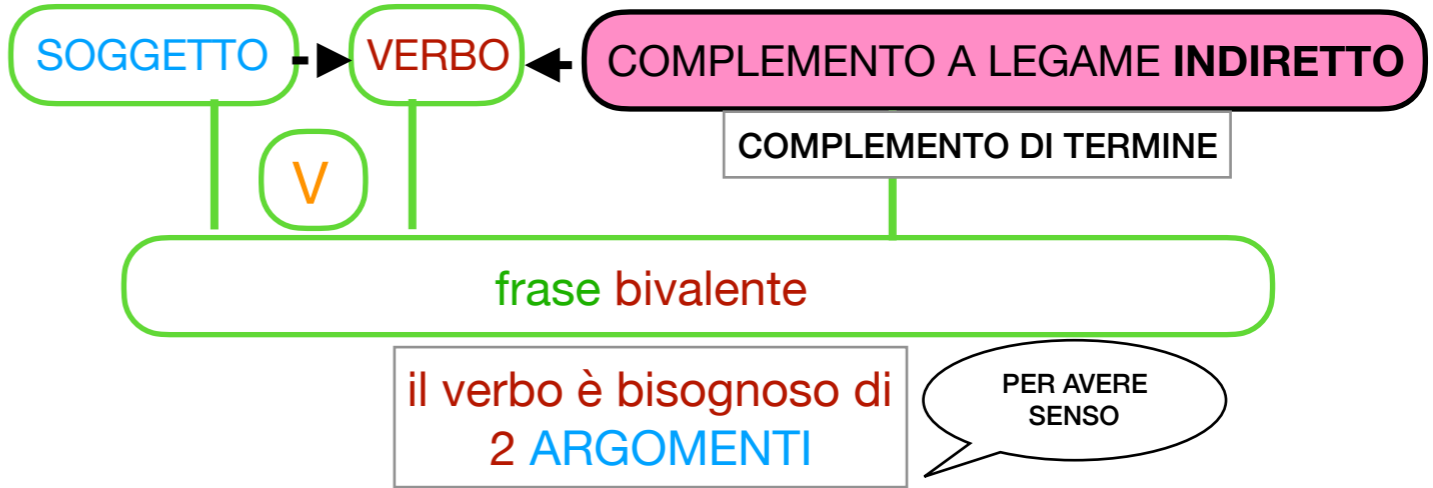 SOGGETTO VERBO COMPLEMENTO A LEGAME INDIRETTO
COMPLEMENTO DI TERMINE
V
frase bivalente
il verbo è bisognoso di
2 ARGOMENTI
PER AVERE
SENSO